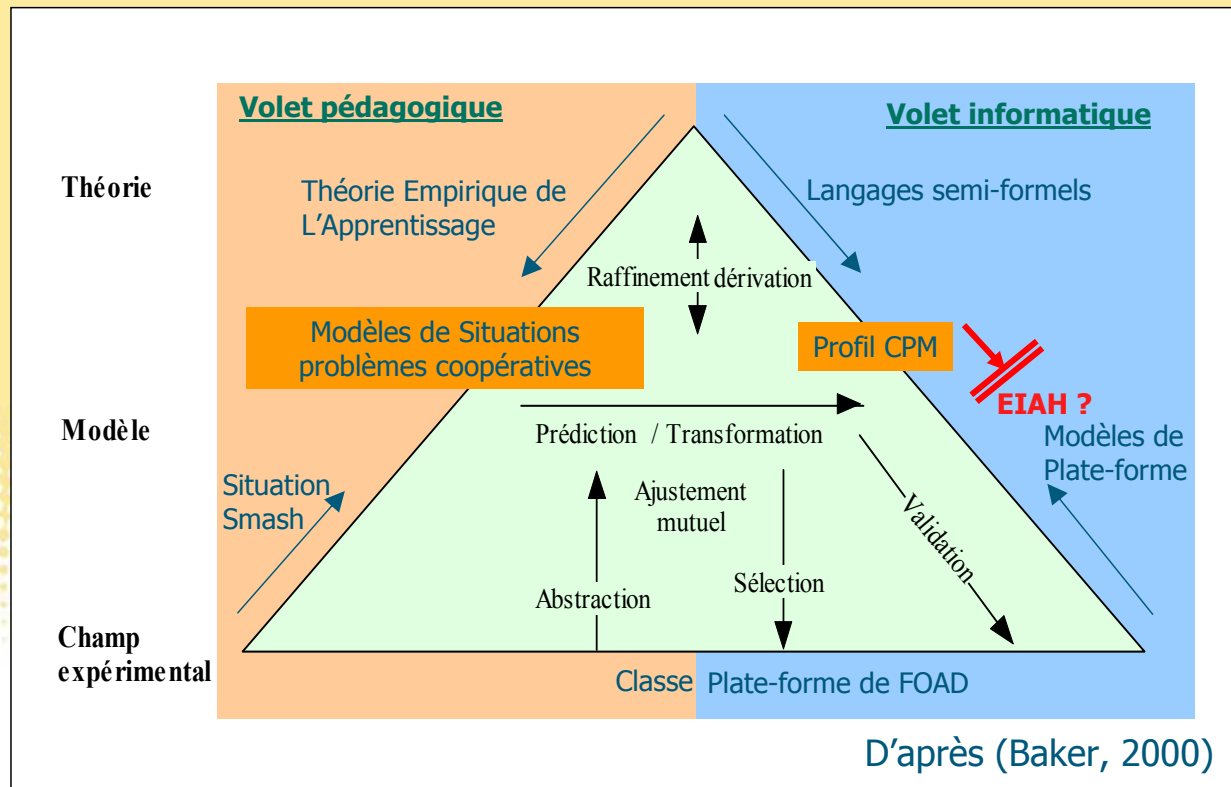 Volet pédagogique
Volet informatique
Théorie
Théorie Empirique de
L'Apprentissage
Langages semi-formels
Raffinement dérivation
Modèles de Situations
problèmes coopératives
Profil CPM
EIAH ?
Modèle
Prédiction / Transformation
Modèles de
Plate-forme
Situation
Smash
Ajustement
mutuel
Validation
Abstraction
Sélection
Champ
expérimental
Classe
Plate-forme de FOAD
D'après (Baker, 2000)